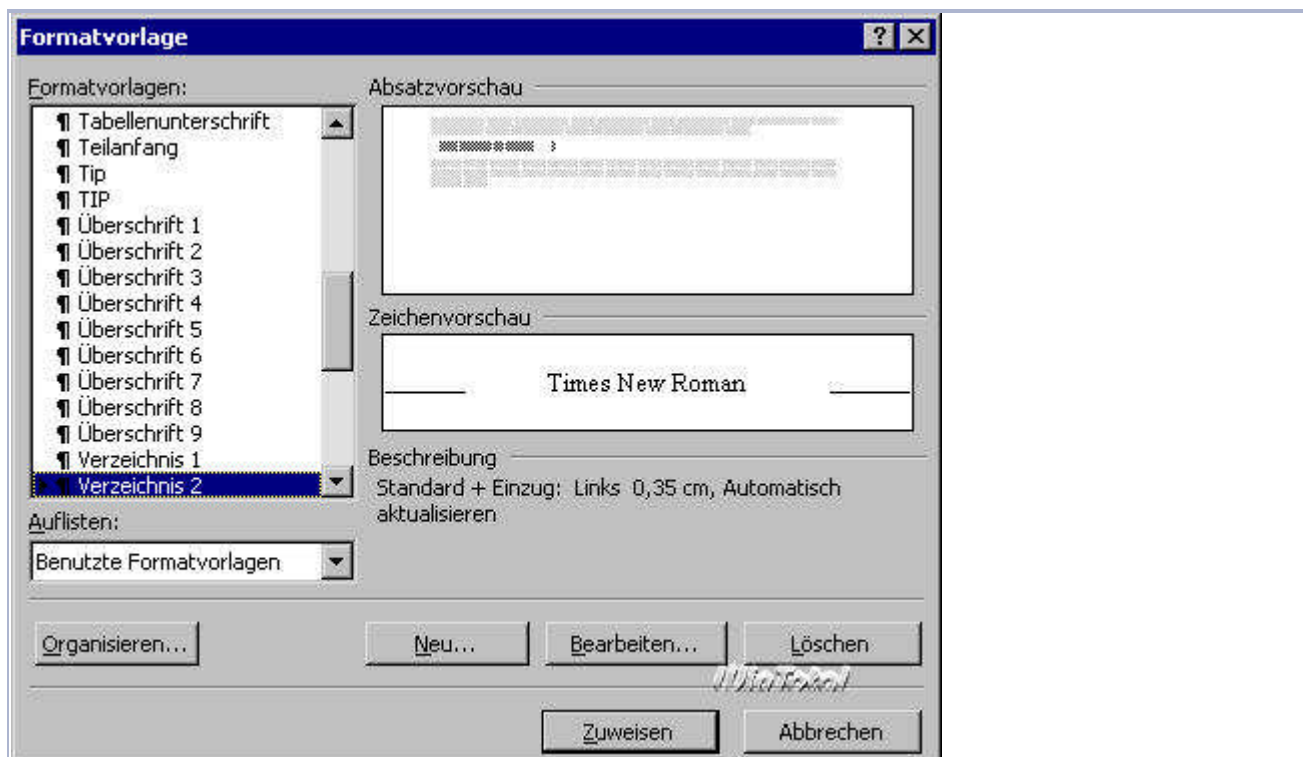 Formatvorlage
Formatvorlagen:
¶ Tabellenunterschrift
¶ Teilanfang
¶ Tip
¶ TIP
¶ Überschrift 1
¶ Überschrift 2
¶ Überschrift 3
¶ Überschrift 4
¶ Überschrift 5
¶ Überschrift 6
¶ Überschrift 7
¶ Überschrift 8
¶ Überschrift 9
¶ Verzeichnis 1
¶ Verzeichnis 2
Auflisten:
Benutzte Formatvorlagen
Absatzvorschau
Zeichenvorschau
Times New Roman
Beschreibung
Standard + Einzug: Links 0,35 cm, Automatisch
aktualisieren
Organisieren...
Neu...
Bearbeiten...
Löschen
WinTotal
Zuweisen
Abbrechen